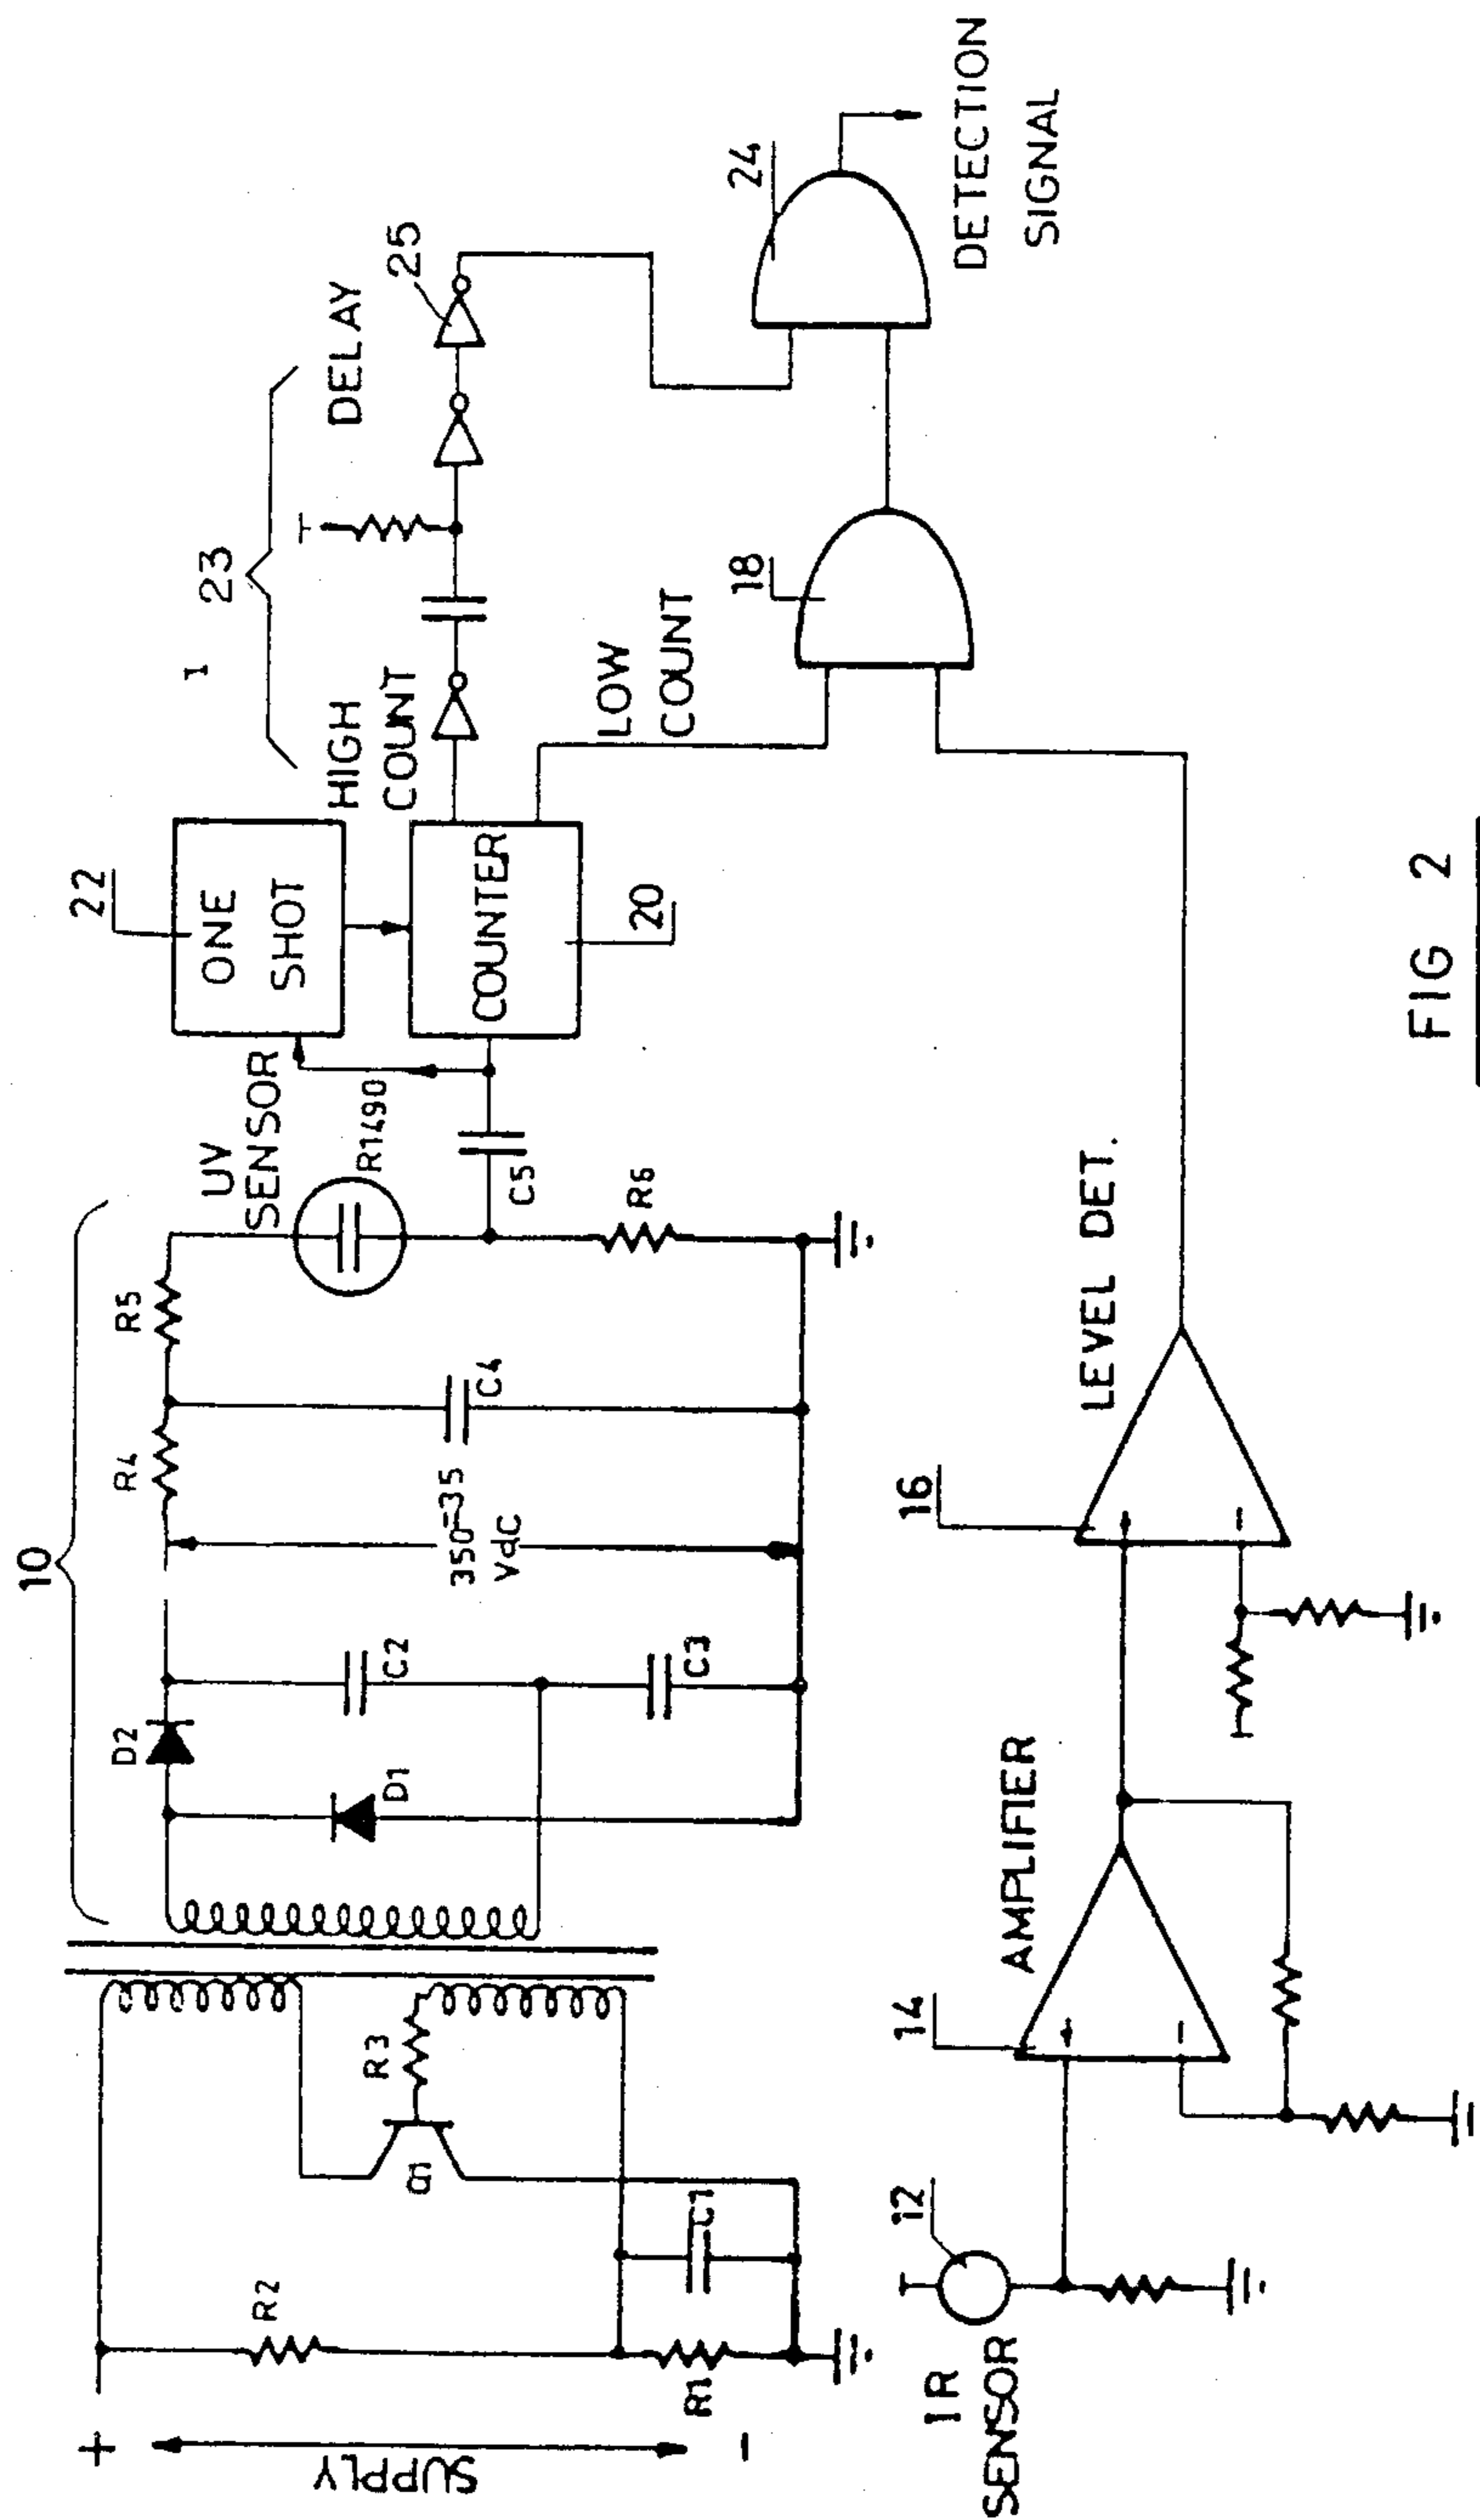 10
23
22
ONE
SHOT
HIGH
COUNT
DELAY
25
UV
SENSOR
R1490
COUNTER
20
LOW
COUNT
18
24
DETECTION
SIGNAL
+
SUPPLY
-
R2
R1
C1
Q1
R3
D2
D1
C2
C3
350-35
VdC
R4
C4
R5
C5
R6
IR
SENSOR
12
14
AMPLIFIER
+
-
16
LEVEL DET.
+
-
FIG 2